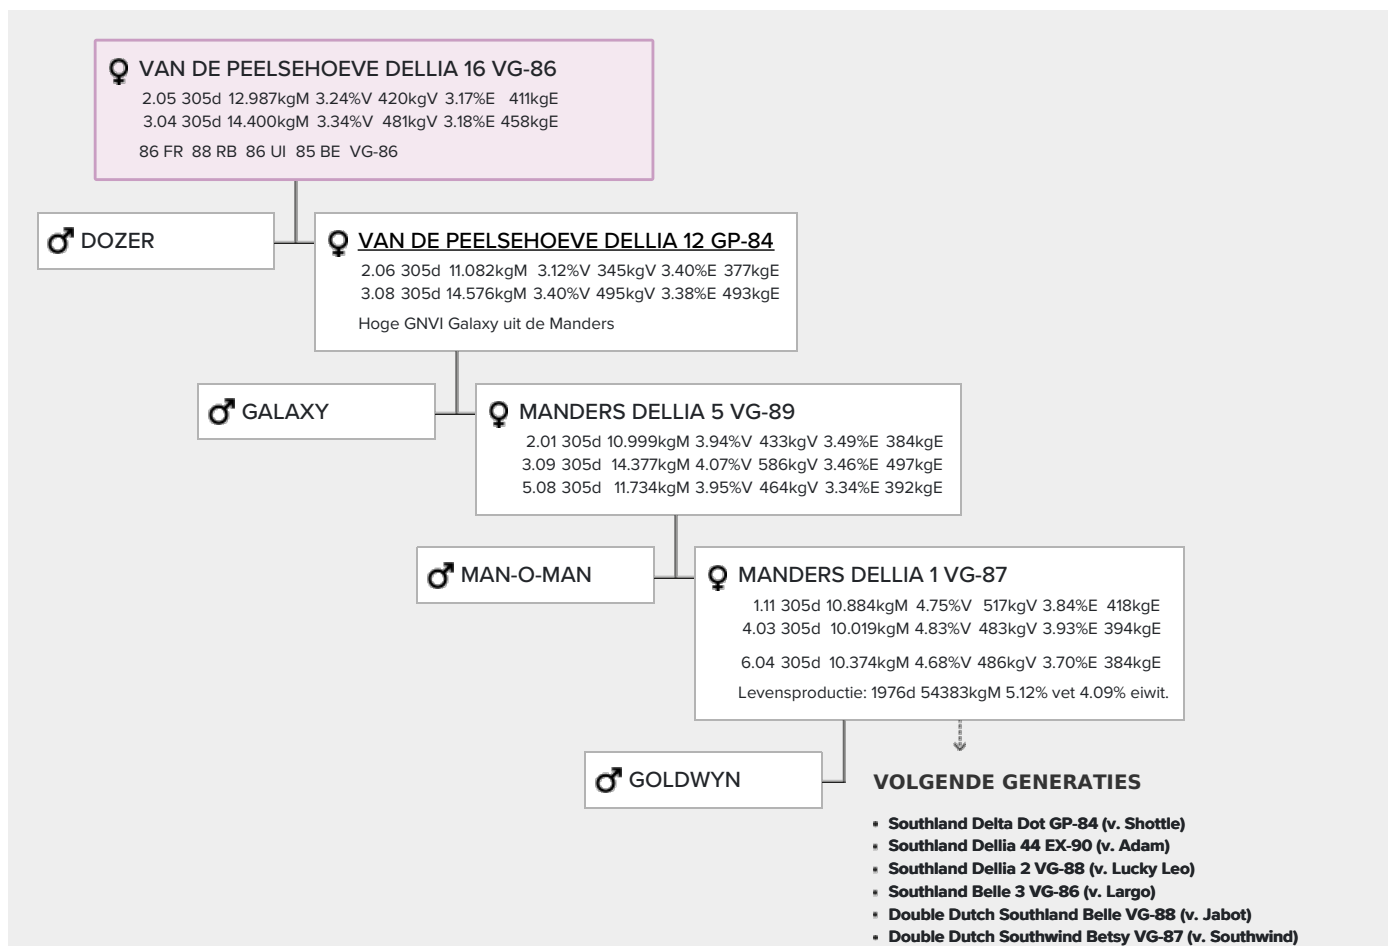 VAN DE PEELSEHOEVE DELLIA 16 VG-86
2.05 305d 12.987kgM 3.24%V 420kgV 3.17%E 411kgE
3.04 305d 14.400kgM 3.34%V 481kgV 3.18%E 458kgE
86 FR 88 RB 86 UI 85 BE VG-86
DOZER
VAN DE PEELSEHOEVE DELLIA 12 GP-84
2.06 305d 11.082kgM 3.12%V 345kgV 3.40%E 377kgE
3.08 305d 14.576kgM 3.40%V 495kgV 3.38%E 493kgE
Hoge GNVI Galaxy uit de Manders
GALAXY
MANDERS DELLIA 5 VG-89
2.01 305d 10.999kgM 3.94%V 433kgV 3.49%E 384kgE
3.09 305d 14.377kgM 4.07%V 586kgV 3.46%E 497kgE
5.08 305d 11.734kgM 3.95%V 464kgV 3.34%E 392kgE
MAN-O-MAN
MANDERS DELLIA 1 VG-87
1.11 305d 10.884kgM 4.75%V 517kgV 3.84%E 418kgE
4.03 305d 10.019kgM 4.83%V 483kgV 3.93%E 394kgE
6.04 305d 10.374kgM 4.68%V 486kgV 3.70%E 384kgE
Levensproductie: 1976d 54383kgM 5.12% vet 4.09% eiwit.
GOLDWYN
VOLGENDE GENERATIES
Southland Delta Dot GP-84 (v. Shottle)
Southland Dellia 44 EX-90 (v. Adam)
Southland Dellia 2 VG-88 (v. Lucky Leo)
Southland Belle 3 VG-86 (v. Largo)
Double Dutch Southland Belle VG-88 (v. Jabot)
Double Dutch Southwind Betsy VG-87 (v. Southwind)